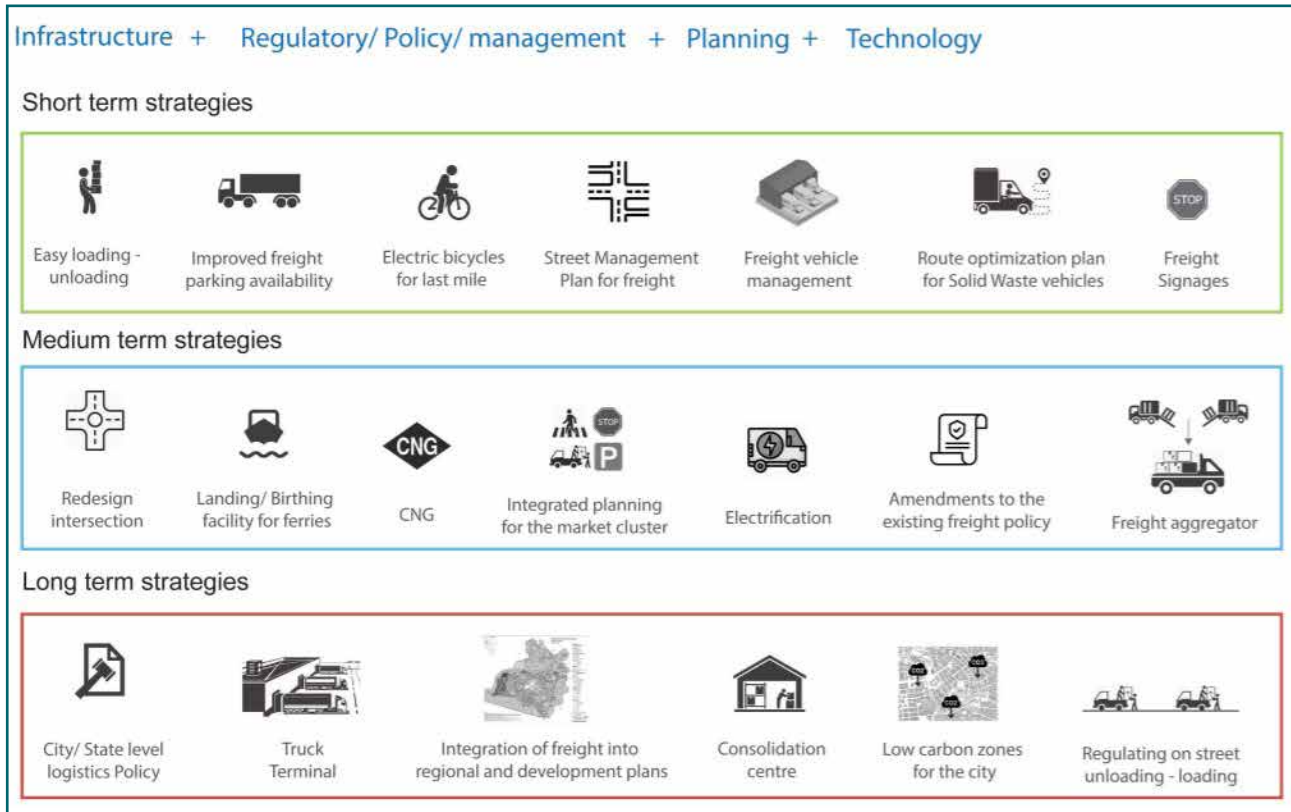 Infrastructure + Regulatory/ Policy/ management + Planning + Technology
Short term strategies
Easy loading -
unloading
Improved freight
parking availability
Electric bicycles
for last mile
Street Management
Plan for freight
Freight vehicle
management
Route optimization plan
for Solid Waste vehicles
STOP
Freight
Signages
Medium term strategies
Redesign
intersection
Landing/ Birthing
facility for ferries
CNG
CNG
STOP
P
Integrated planning
for the market cluster
Electrification
Amendments to the
existing freight policy
Freight aggregator
Long term strategies
City/ State level
logistics Policy
Truck
Terminal
Integration of freight into
regional and development plans
Consolidation
centre
CO2
CO2
CO2
Low carbon zones
for the city
Regulating on street
unloading - loading